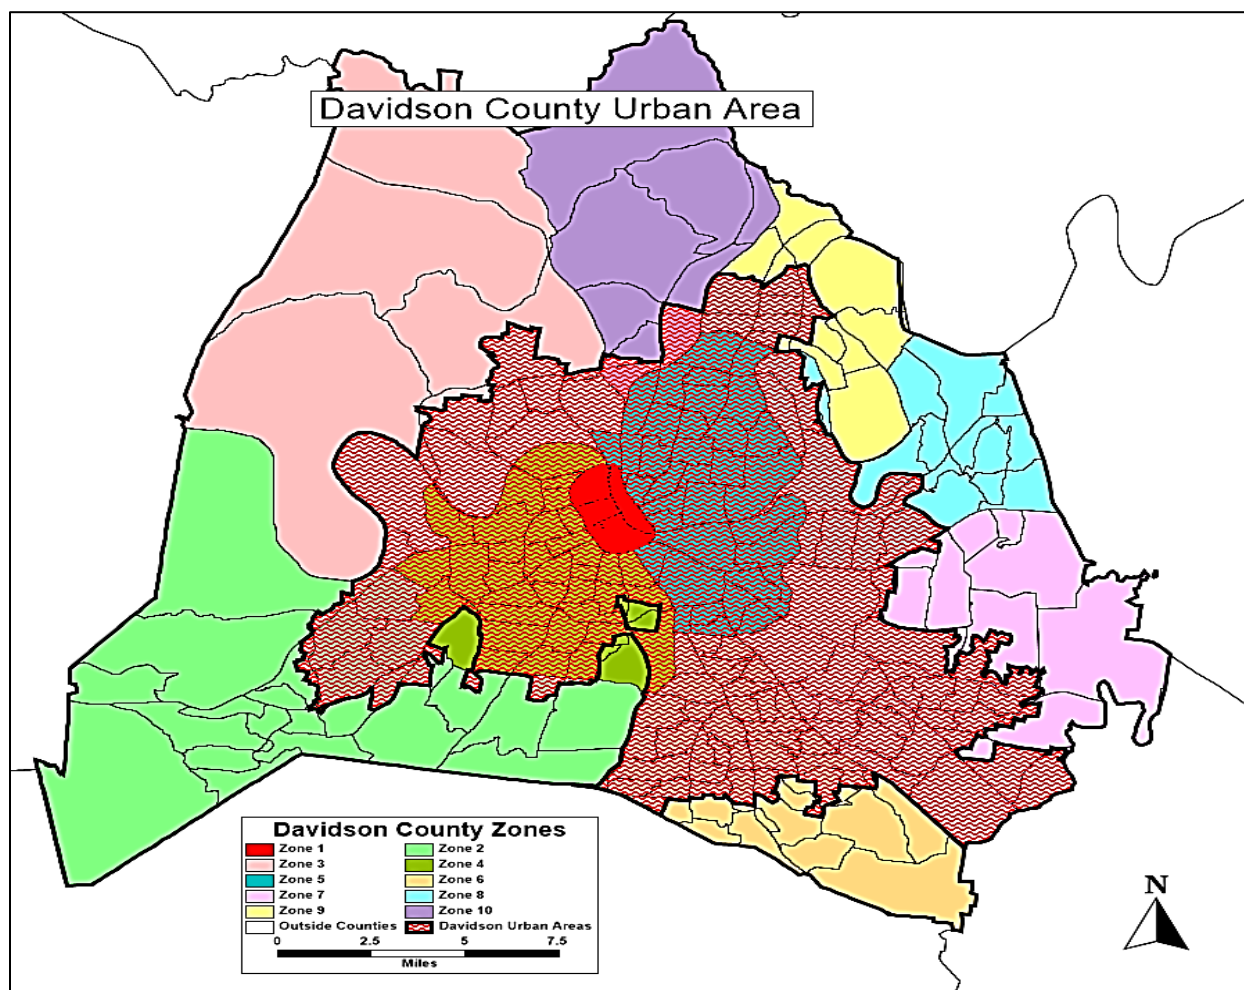 Davidson County Urban Area
Davidson County Zones
Zone 1 Zone 2
Zone 3 Zone 4
Zone 5 Zone 6
Zone 7 Zone 8
Zone 9 Zone 10
Outside Counties Davidson Urban Areas
0 2.5 5 7.5
Miles
N